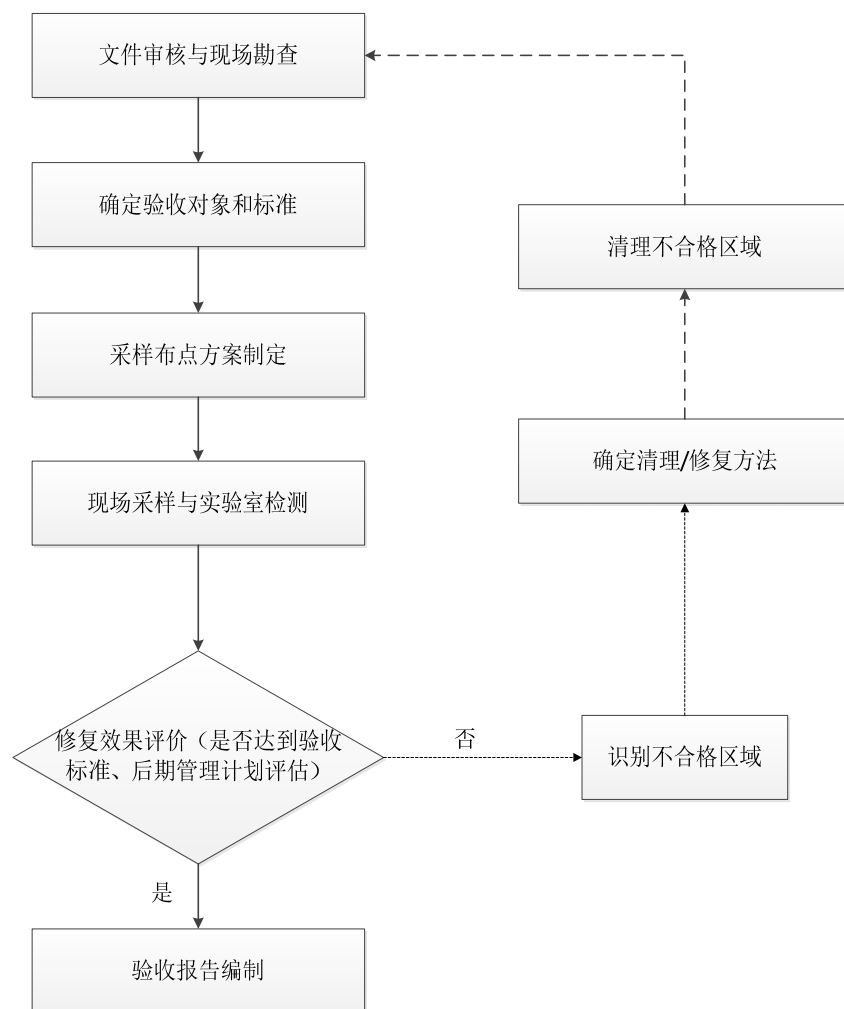 文件审核与现场勘查
确定验收对象和标准
清理不合格区域
采样布点方案制定
确定清理/修复方法
现场采样与实验室检测
修复效果评价（是否达到验收
标准、后期管理计划评估）
否
识别不合格区域
是
验收报告编制